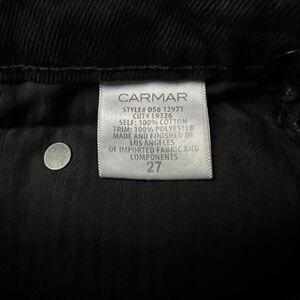 CARMAR
STYLE# D56 1297T
CUT# L9326
SELF: 100% COTTON
TRIM: 100% POLYESTER
MADE AND FINISHED IN
LOS ANGELES
OF IMPORTED FABRIC AND
COMPONENTS
27